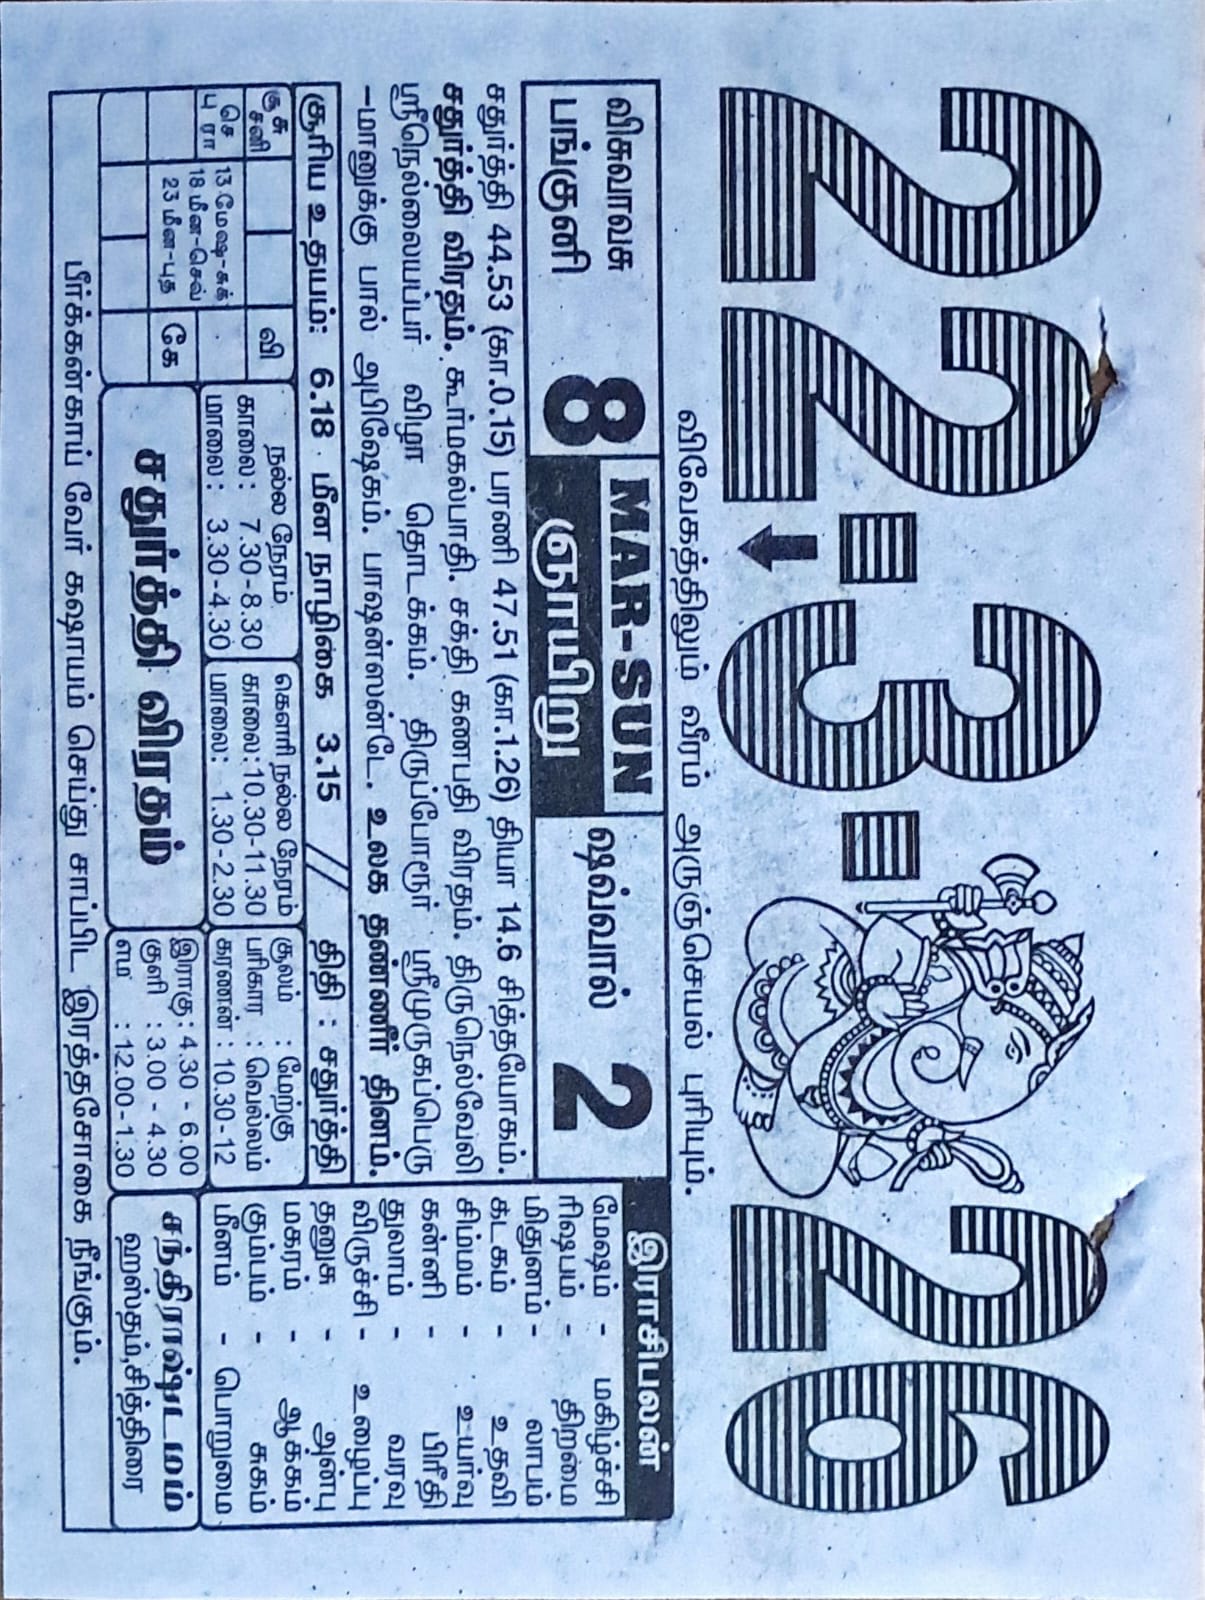 22.3.26
விவேகத்திலும் வீரம் அருஞ்செயல் புரியும்.
விசுவாவசு
பங்குனி 8
MAR-SUN
ஞாயிறு
ஷவ்வால் 2
சதுர்த்தி 44.53 (கா.0.15) பரணி 47.51 (கா.1.26) தியா 14.6 சித்தயோகம்.
சதுர்த்தி விரதம். கூர்மகல்பாதி. சக்தி கணபதி விரதம். திருநெல்வேலி
ஸ்ரீநெல்லையப்பர் விழா தொடக்கம். திருப்போரூர் ஸ்ரீமுருகப்பெரு
-மானுக்கு பால் அபிஷேகம். பாஷன்ஸன்டே. உலக தண்ணீர் தினம்.
சூரிய உதயம்: 6.18 மீன நாழிகை 3.15 // திதி : சதுர்த்தி
இராசிபலன்
மேஷம் - மகிழ்ச்சி
ரிஷபம் - திறமை
மிதுனம் - லாபம்
கடகம் - உதவி
சிம்மம் - உயர்வு
கன்னி - பிரீதி
துலாம் - வரவு
விருச்சி - உழைப்பு
தனுசு - அன்பு
மகரம் - ஆக்கம்
கும்பம் - சுகம்
மீனம் - பொறுமை
குசு
சனி
வி
செ
பு ரா
கே
13 மேஷ-சுக்
18 மீன-செவ்
23 மீன-புத
நல்ல நேரம்
காலை: 7.30-8.30
மாலை: 3.30-4.30
கௌரி நல்ல நேரம்
காலை:10.30-11.30
மாலை: 1.30-2.30
சூலம் : மேற்கு
பரிகார : வெல்லம்
கரணன் : 10.30-12
சதுர்த்தி விரதம்
இராகு: 4.30 - 6.00
குளி : 3.00 - 4.30
எம : 12.00-1.30
சந்திராஷ்டமம்
ஹஸ்தம்,சித்திரை
பீர்க்கன்காய் வேர் கஷாயம் செய்து சாப்பிட இரத்தசோகை நீங்கும்.